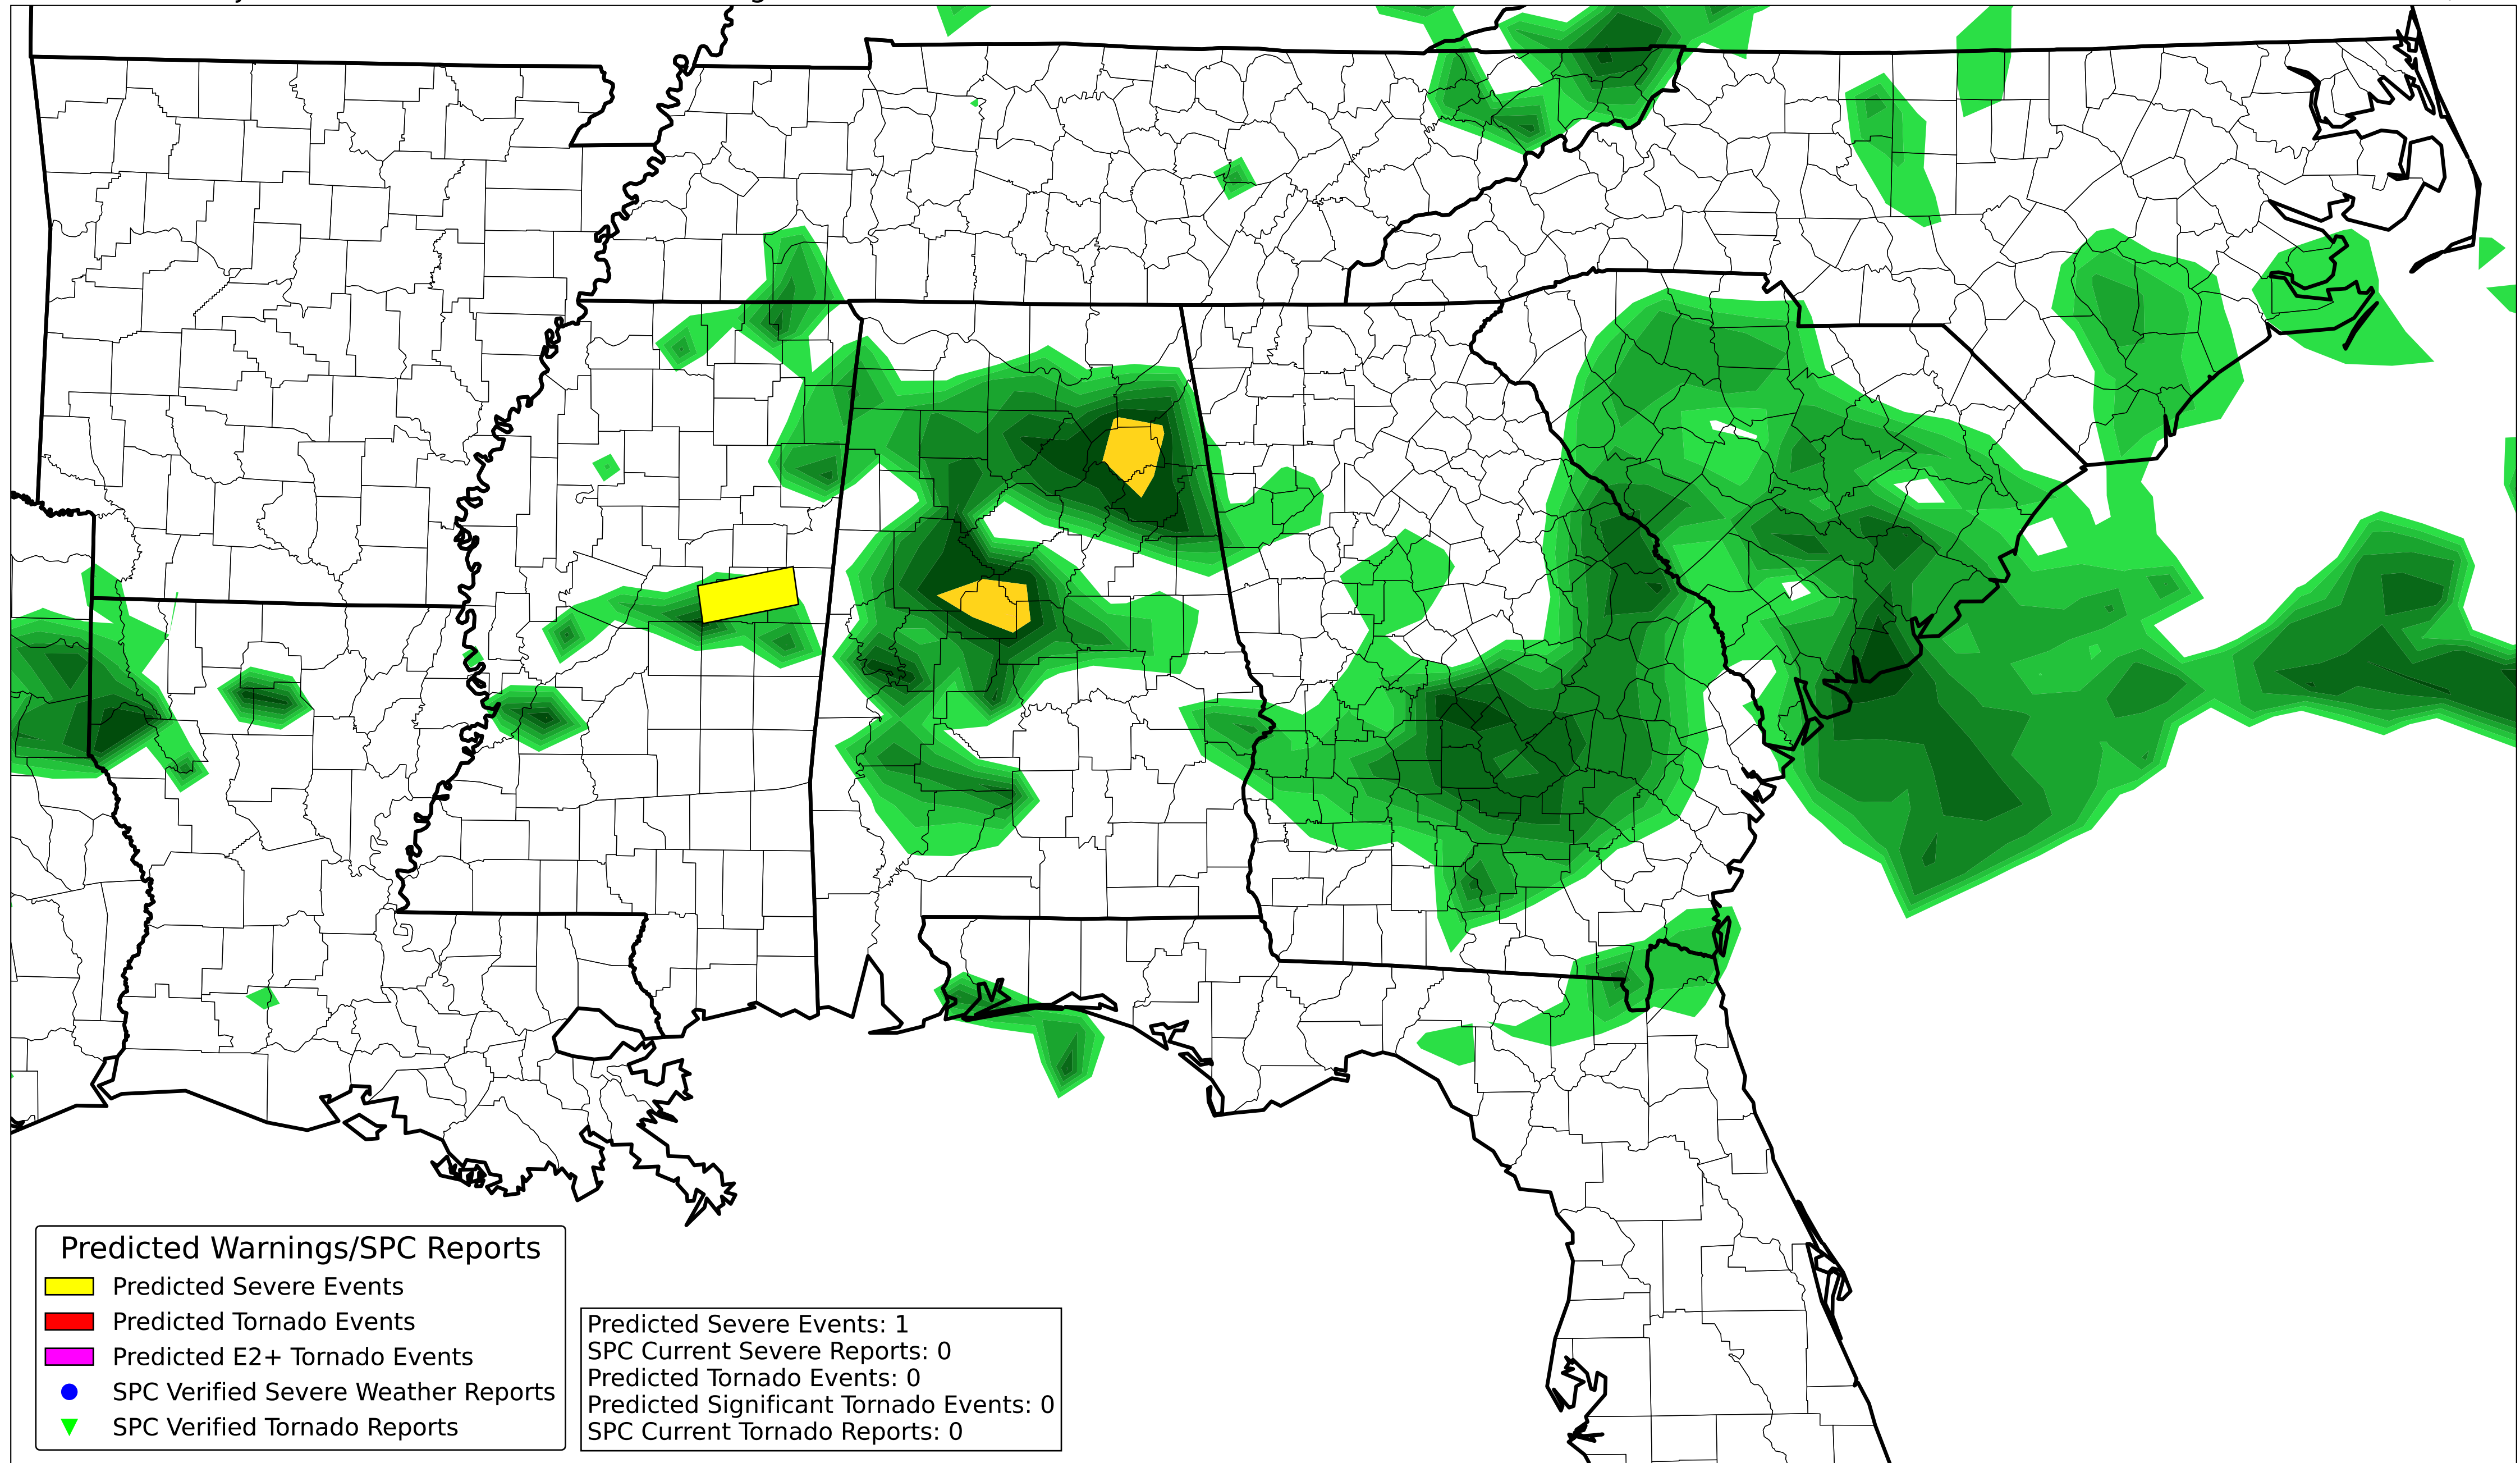 Predicted Warnings/SPC Reports
Predicted Severe Events
Predicted Tornado Events
Predicted E2+ Tornado Events
SPC Verified Severe Weather Reports
SPC Verified Tornado Reports
Predicted Severe Events: 1
SPC Current Severe Reports: 0
Predicted Tornado Events: 0
Predicted Significant Tornado Events: 0
SPC Current Tornado Reports: 0